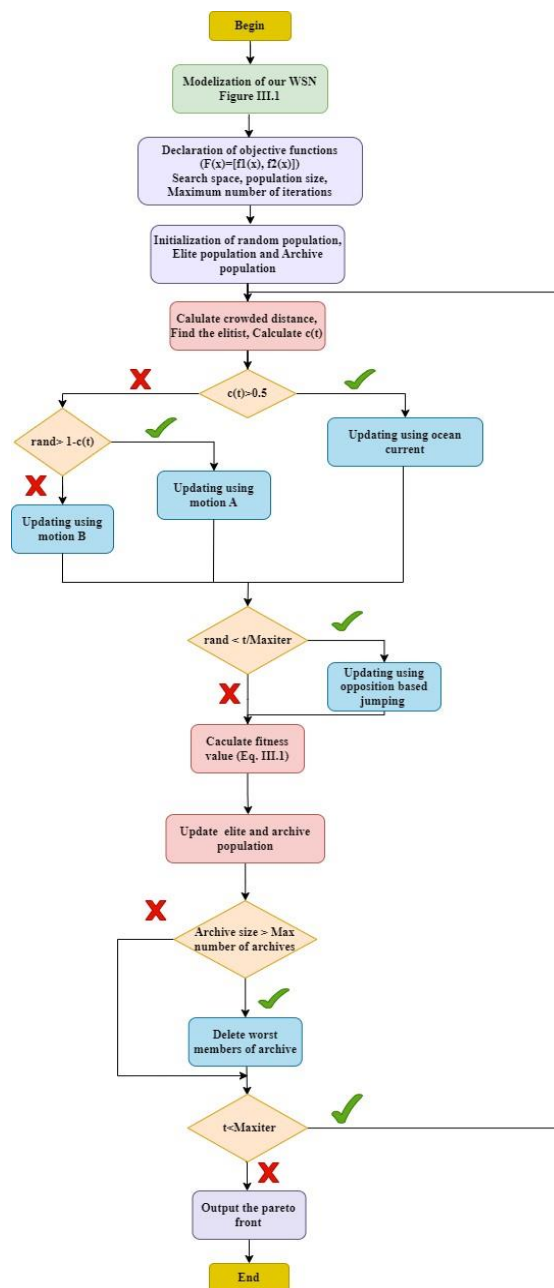 Begin
Modelization of our WSN
Figure III.1
Declaration of objective functions
(F(x)=[f1(x), f2(x)])
Search space, population size,
Maximum number of iterations
Initialization of random population,
Elite population and Archive
population
Calulate crowded distance,
Find the elitist, Calculate c(t)
c(t)>0.5
rand> 1-c(t)
Updating using ocean
current
Updating using
motion A
Updating using
motion B
rand < t/Maxiter
Updating using
opposition based
jumping
Caculate fitness
value (Eq. III.1)
Update elite and archive
population
Archive size > Max
number of archives
Delete worst
members of archive
t<Maxiter
Output the pareto
front
End